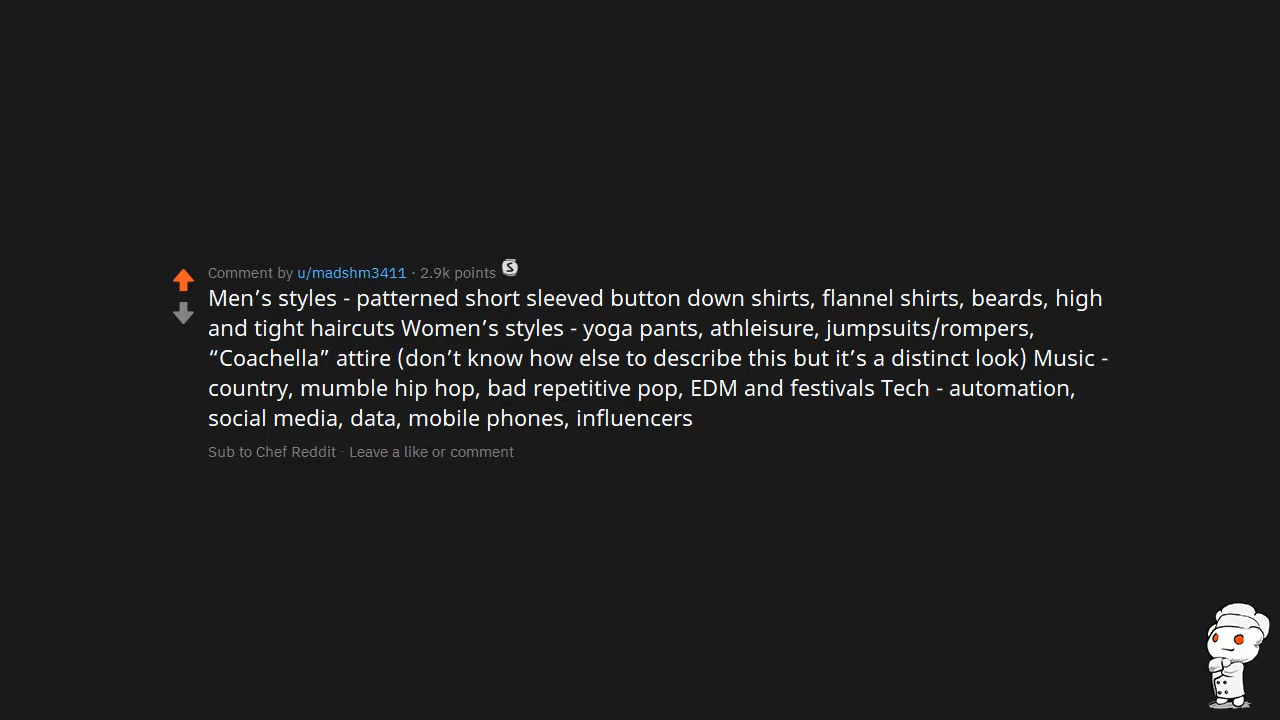 Comment by u/madshm3411 · 2.9k points S
Men’s styles - patterned short sleeved button down shirts, flannel shirts, beards, high
and tight haircuts Women’s styles - yoga pants, athleisure, jumpsuits/rompers,
“Coachella” attire (don’t know how else to describe this but it’s a distinct look) Music -
country, mumble hip hop, bad repetitive pop, EDM and festivals Tech - automation,
social media, data, mobile phones, influencers
Sub to Chef Reddit · Leave a like or comment